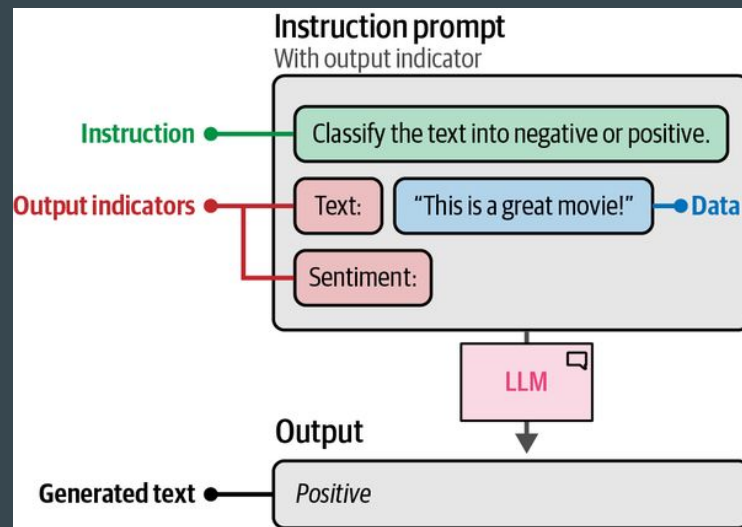 Instruction prompt
With output indicator
Instruction
Classify the text into negative or positive.
Output indicators
Text:
“This is a great movie!”
Data
Sentiment:
LLM
Output
Generated text
Positive